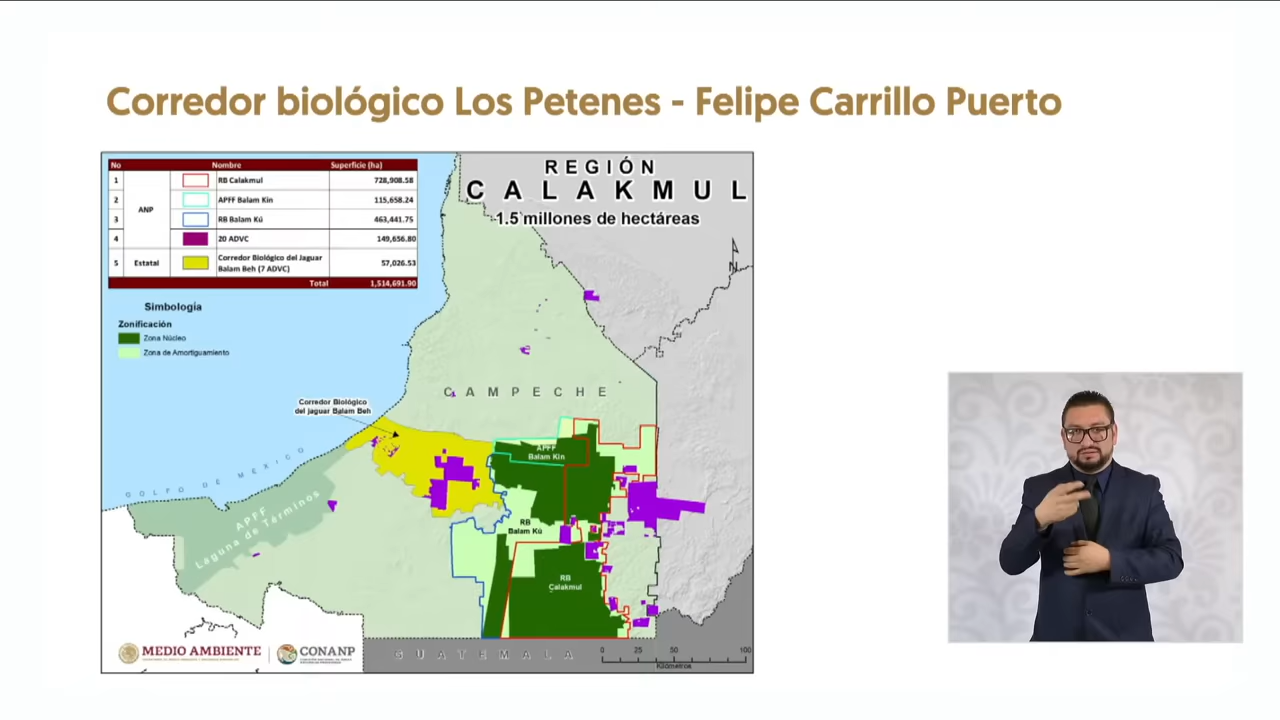 Corredor biológico Los Petenes - Felipe Carrillo Puerto
REGIÓN
CALAKMUL
1.5 millones de hectáreas
No Nombre Superficie (ha)
1 RB Calakmul 728,908.58
2 APFF Balam Kin 115,658.24
ANP
3 RB Balam Kú 463,441.75
4 20 ADVC 149,656.80
5 Estatal Corredor Biológico del Jaguar
Balam Beh (7 ADVC) 57,026.53
Total 1,514,691.90
N
Simbología
Zonificación
Zona Núcleo
Zona de Amortiguamiento
CAMPECHE
Corredor Biológico
del jaguar Balam Beh
APFF
Balam Kin
GOLFO DE MÉXICO
APFF
Laguna de Términos
RB
Balam Kú
RB
Calakmul
MEDIO AMBIENTE
CONANP
GUATEMALA
0 25 50 100
Kilómetros